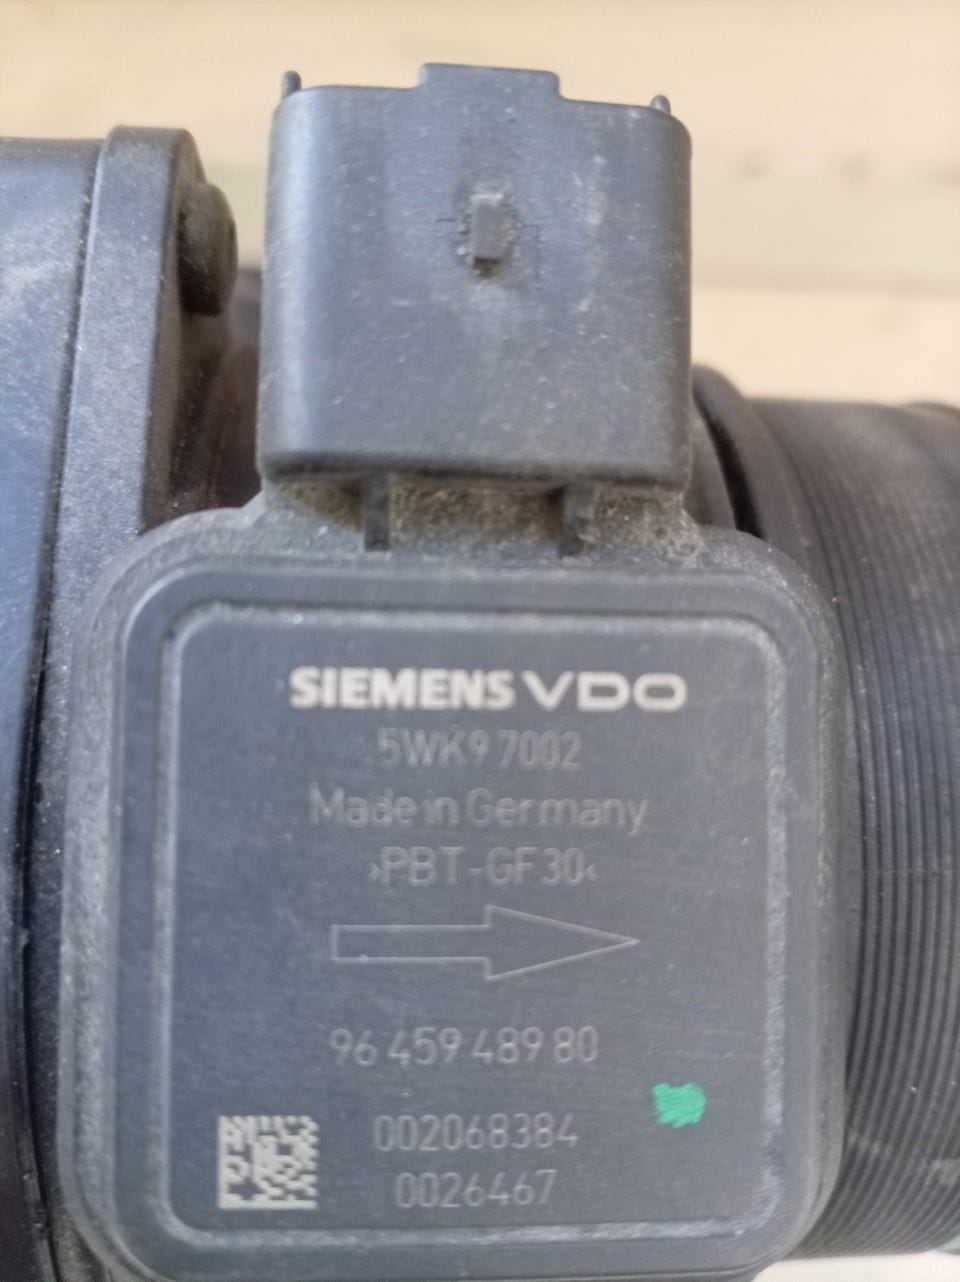 SIEMENS VDO
5WK9 7002
Made in Germany
>PBT-GF30<
96 459 489 80
002068384
0026467